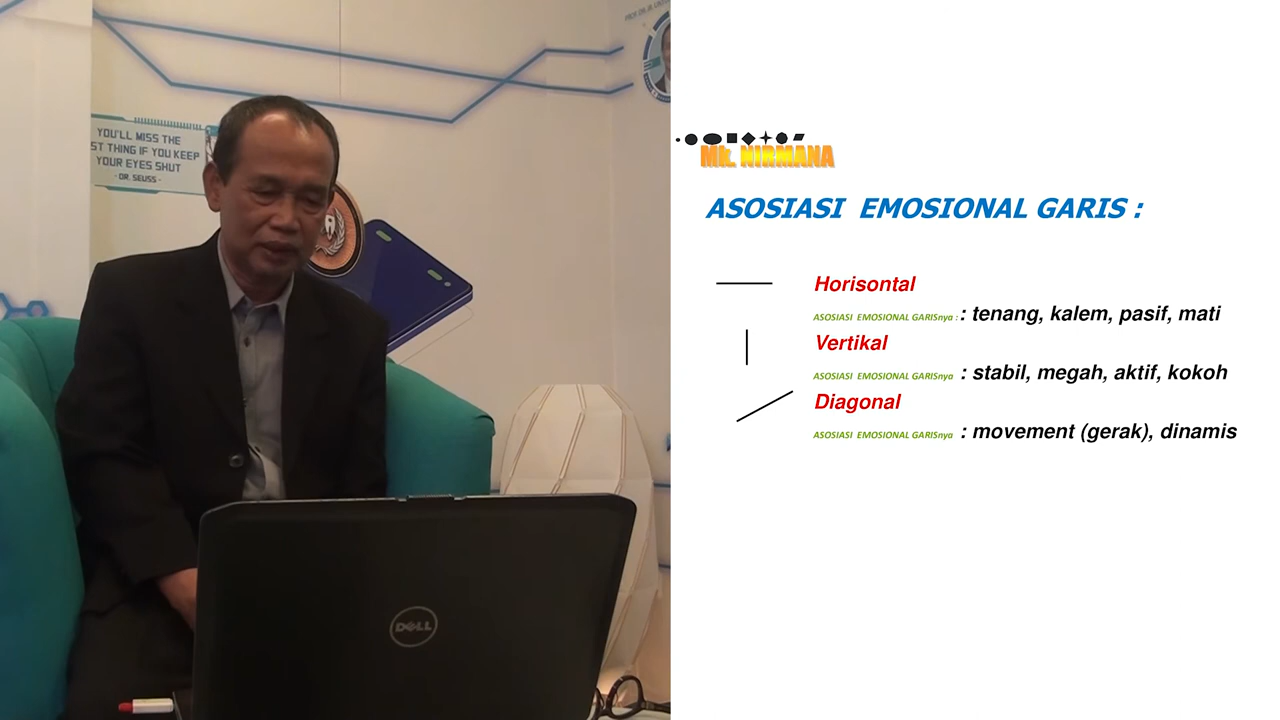 YOU'LL MISS THE
ST THING IF YOU KEEP
YOUR EYES SHUT
- DR. SEUSS -
DELL
Mk. NIRMANA
ASOSIASI EMOSIONAL GARIS :
Horisontal
ASOSIASI EMOSIONAL GARISnya : : tenang, kalem, pasif, mati
Vertikal
ASOSIASI EMOSIONAL GARISnya : stabil, megah, aktif, kokoh
Diagonal
ASOSIASI EMOSIONAL GARISnya : movement (gerak), dinamis